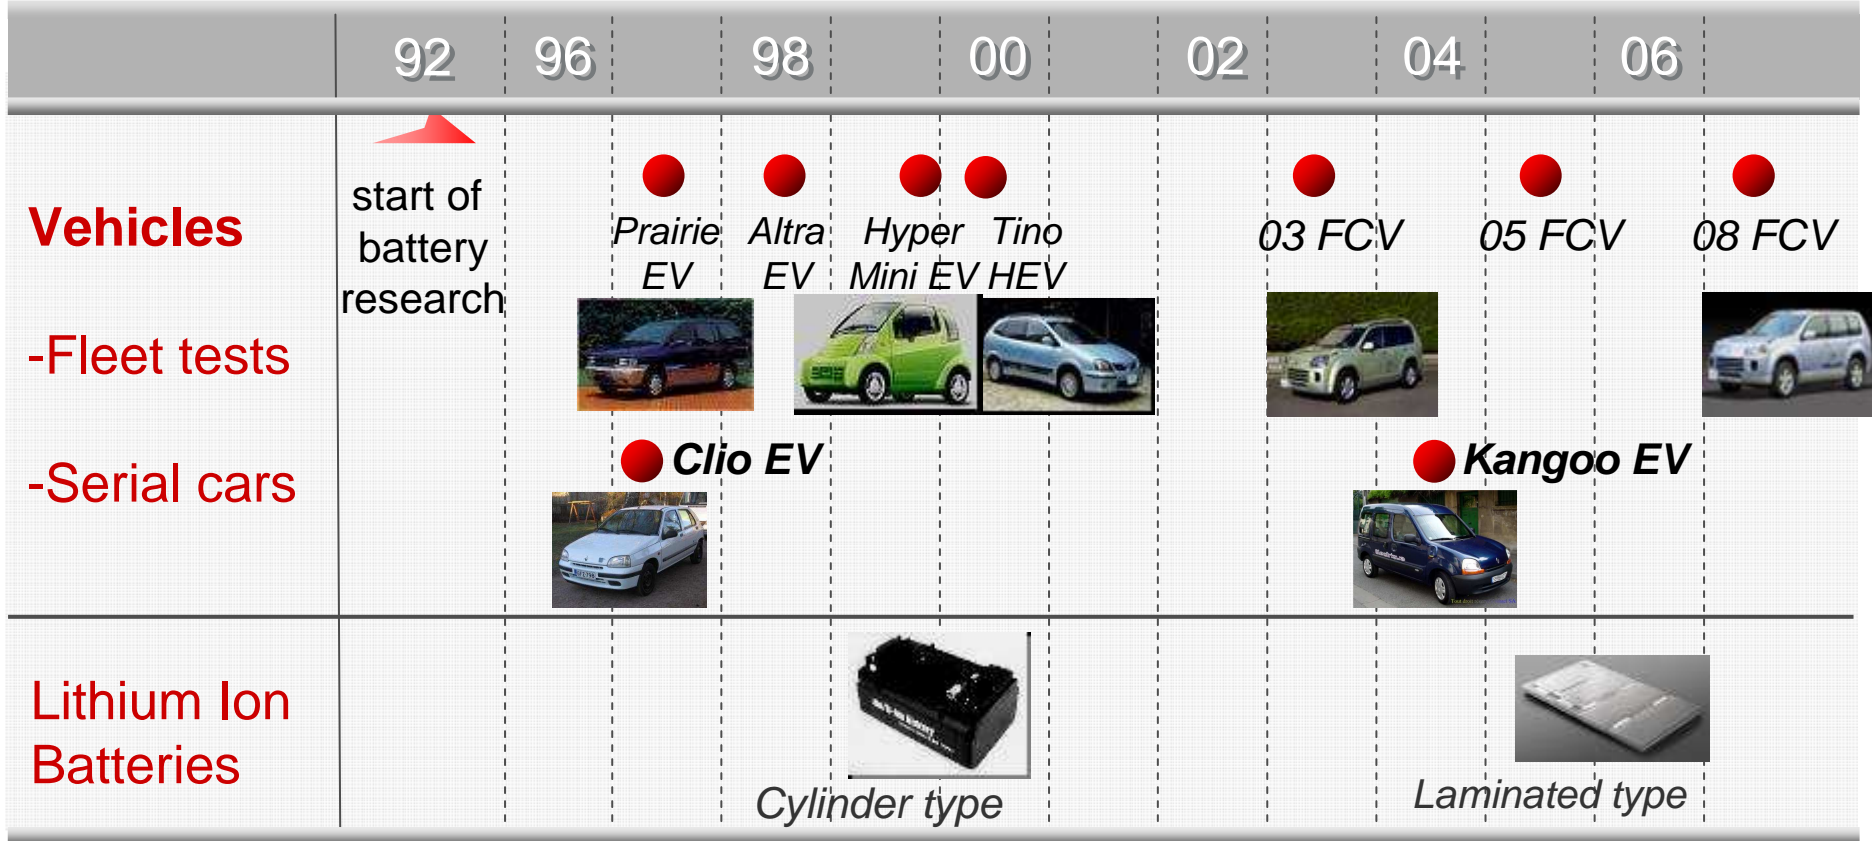 92 96 98 00 02 04 06
Vehicles
-Fleet tests
-Serial cars
start of
battery
research
Prairie
EV
Altra
EV
Hyper
Mini EV
Tino
HEV
03 FCV
05 FCV
08 FCV
Clio EV
Kangoo EV
Lithium Ion
Batteries
Cylinder type
Laminated type